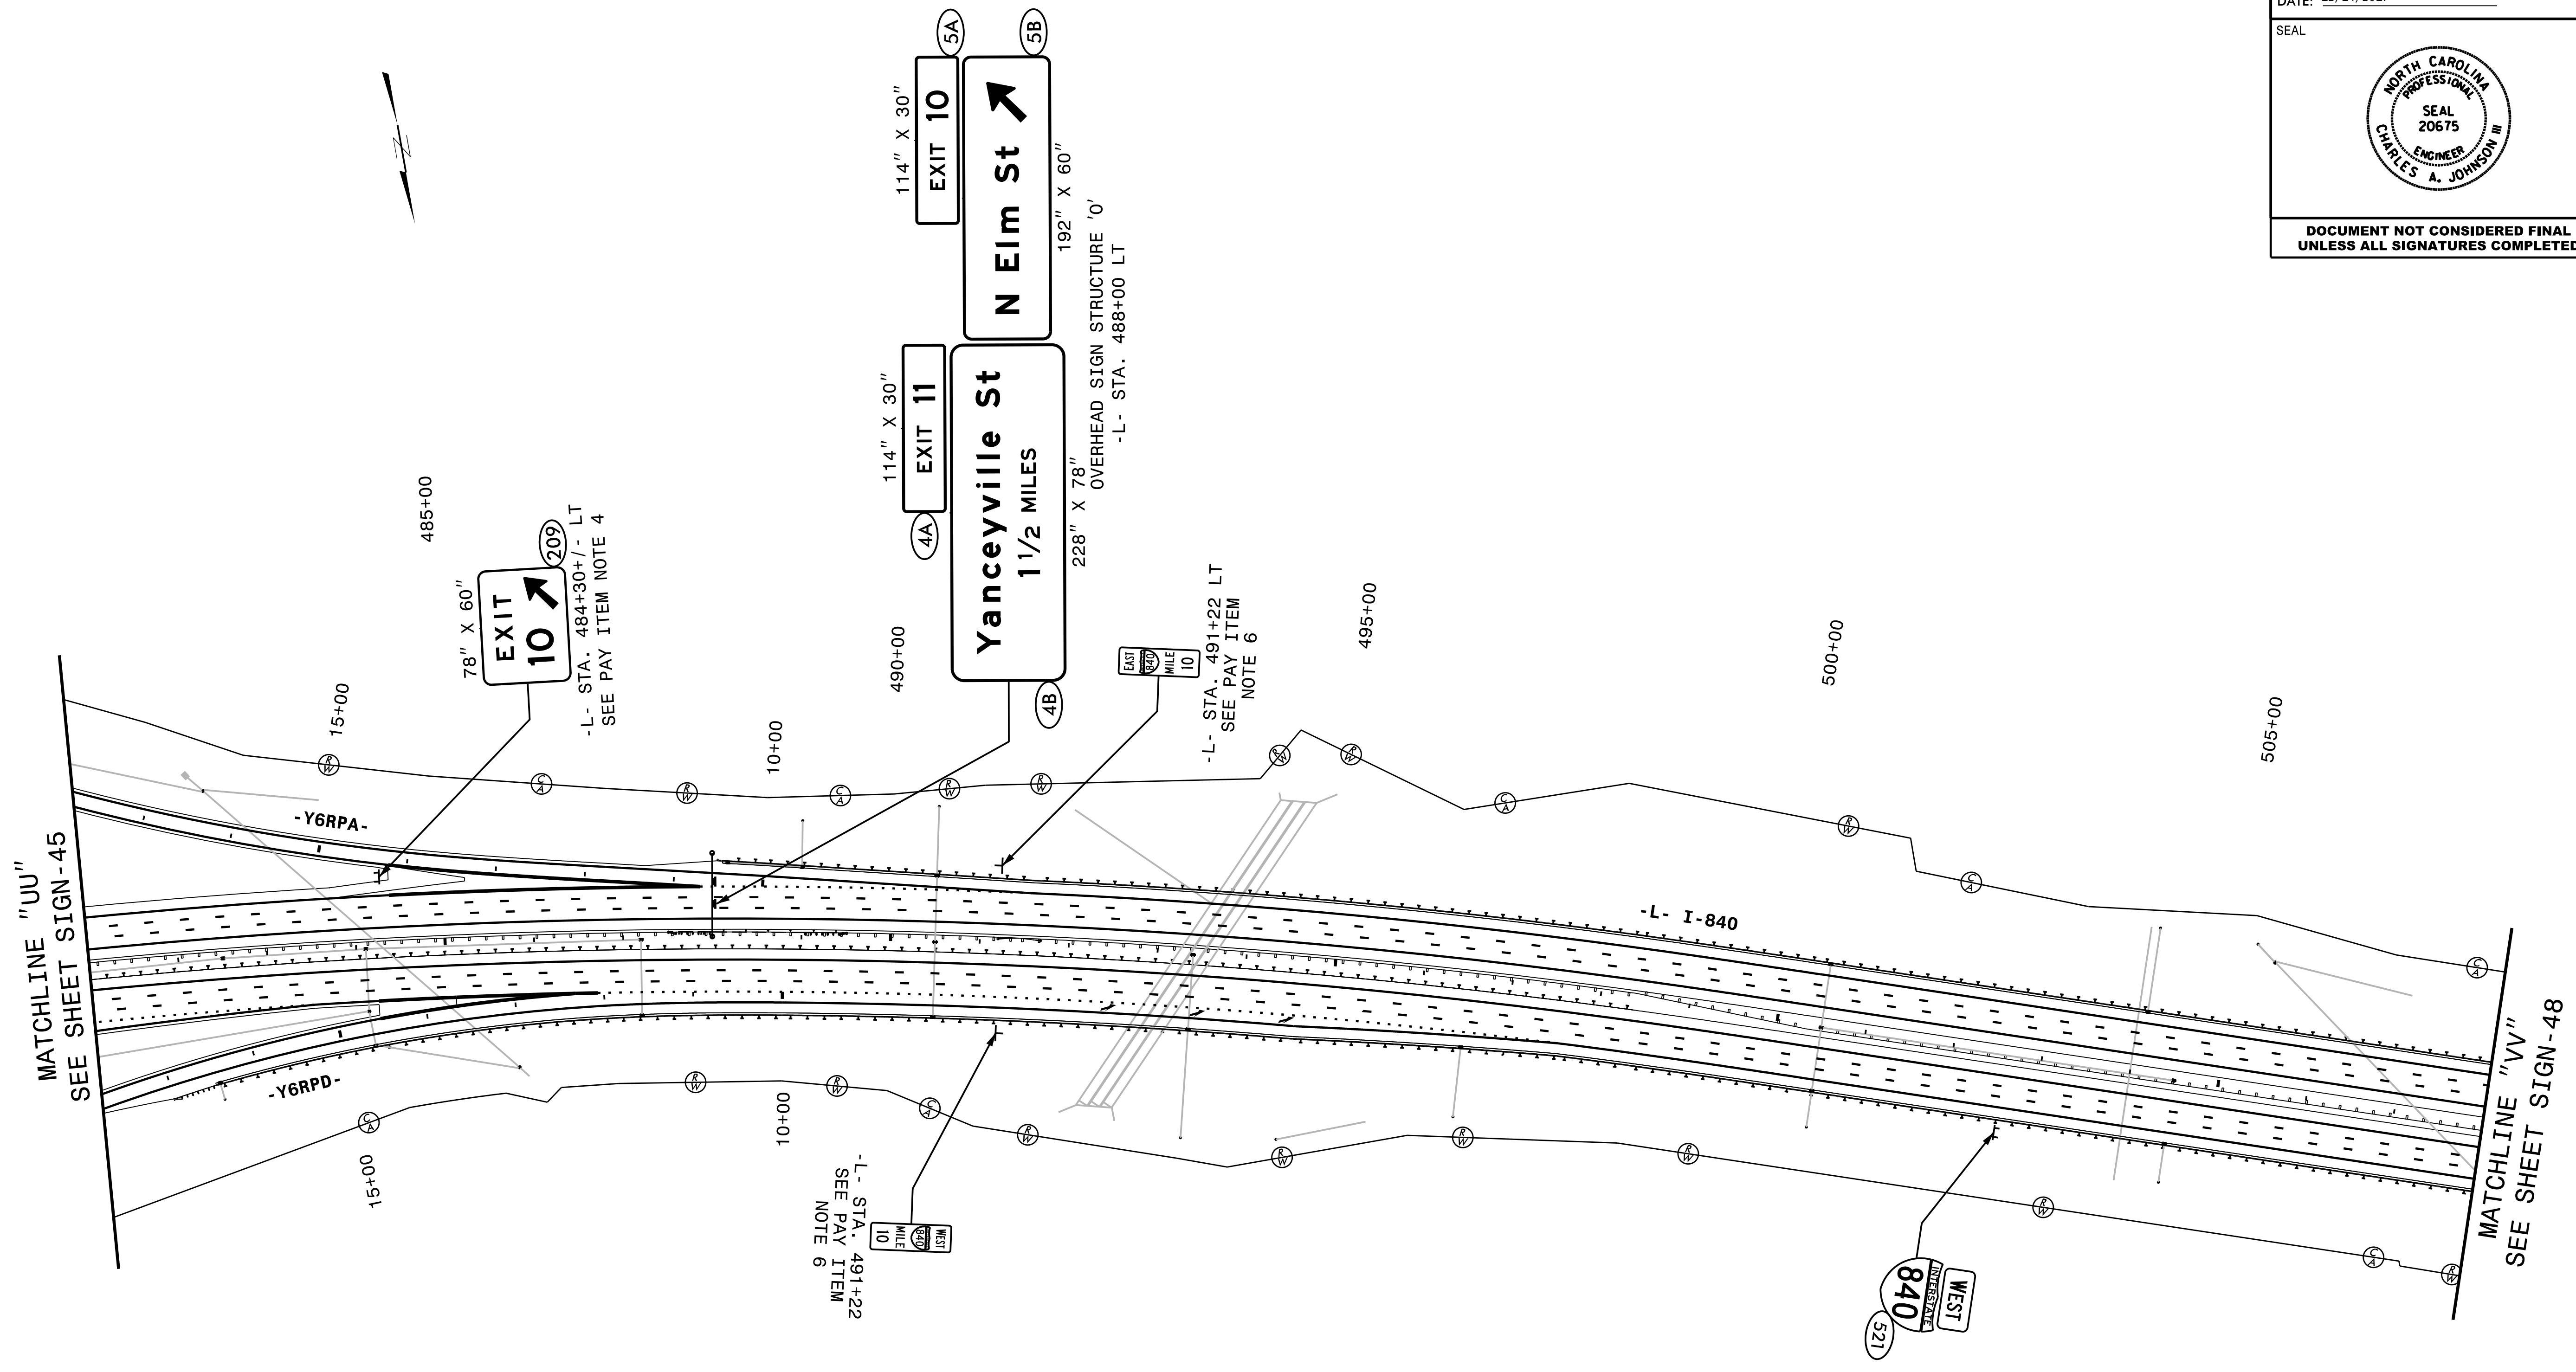 DATE:
SEAL
NORTH CAROLINA
PROFESSIONAL
SEAL
20675
ENGINEER
CHARLES A. JOHNSON III
DOCUMENT NOT CONSIDERED FINAL
UNLESS ALL SIGNATURES COMPLETED
5A
5B
114" X 30"
EXIT 10
N Elm St
192" X 60"
OVERHEAD SIGN STRUCTURE 'O'
-L- STA. 488+00 LT
114" X 30"
EXIT 11
4A
Yanceyville St
1 1/2 MILES
228" X 78"
4B
485+00
209
78" X 60"
EXIT
10
-L- STA. 484+30+/- LT
SEE PAY ITEM NOTE 4
490+00
EAST
840
MILE
10
-L- STA. 491+22 LT
SEE PAY ITEM
NOTE 6
495+00
500+00
505+00
15+00
10+00
R/W
C/A
R/W
C/A
R/W
R/W
R/W
R/W
C/A
R/W
C/A
C/A
-Y6RPA-
-L- I-840
MATCHLINE "UU"
SEE SHEET SIGN-45
-Y6RPD-
C/A
R/W
R/W
C/A
R/W
R/W
R/W
R/W
R/W
C/A
R/W
15+00
10+00
-L- STA. 491+22
SEE PAY ITEM
NOTE 6
WEST
840
MILE
10
WEST
INTERSTATE
840
521
MATCHLINE "VV"
SEE SHEET SIGN-48